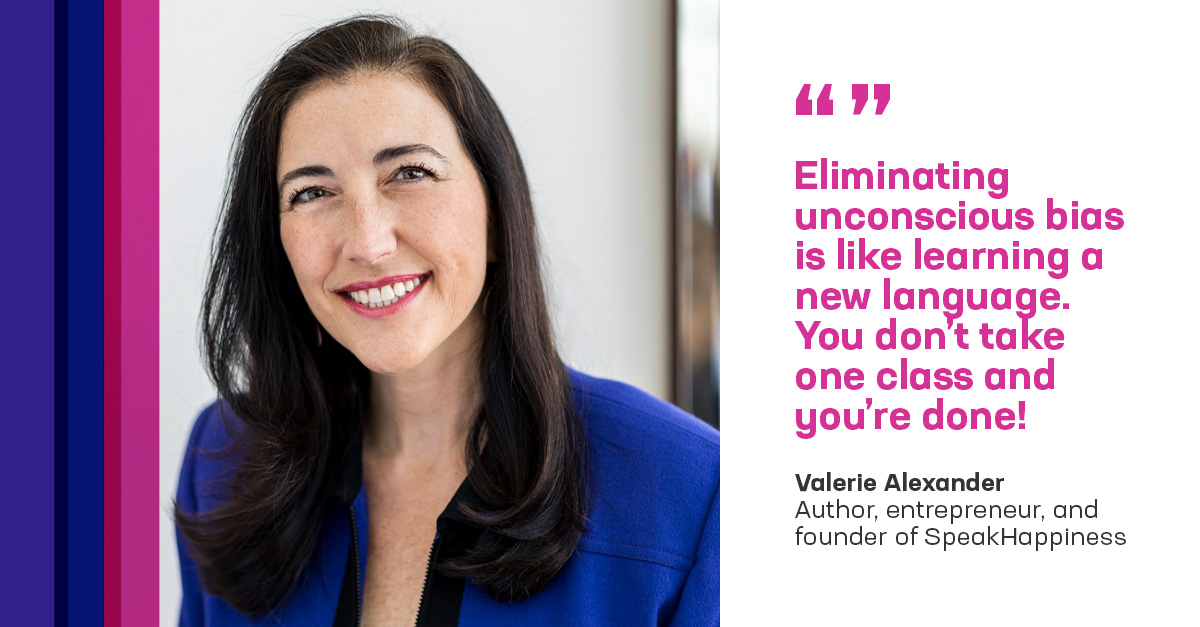 “ ”
Eliminating
unconscious bias
is like learning a
new language.
You don’t take
one class and
you’re done!
Valerie Alexander
Author, entrepreneur, and
founder of SpeakHappiness